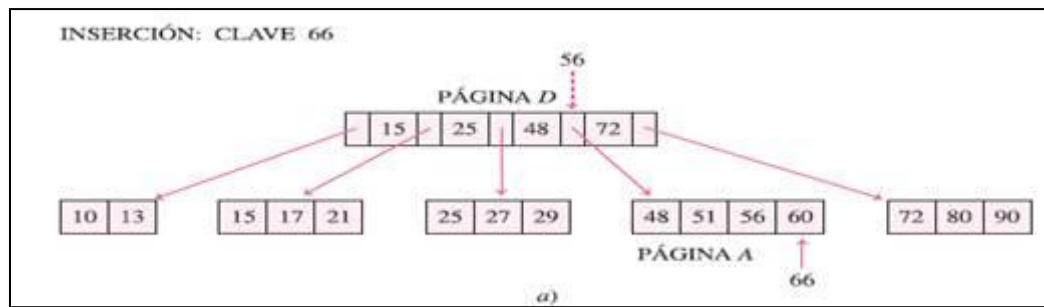 INSERCIÓN: CLAVE 66
56
PÁGINA D
15 25 48 72
10 13 15 17 21 25 27 29 48 51 56 60 72 80 90
PÁGINA A
66
a)